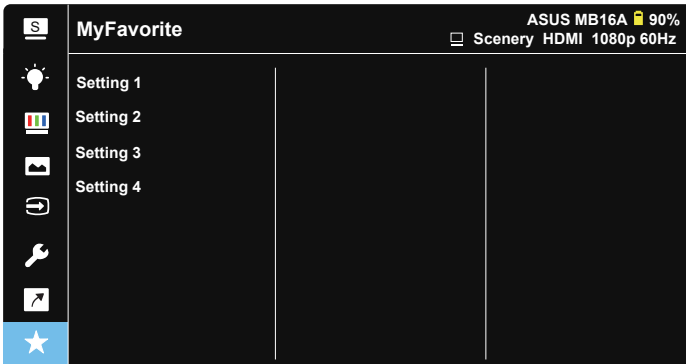 S
MyFavorite
ASUS MB16A 90%
Scenery HDMI 1080p 60Hz
Setting 1
Setting 2
Setting 3
Setting 4